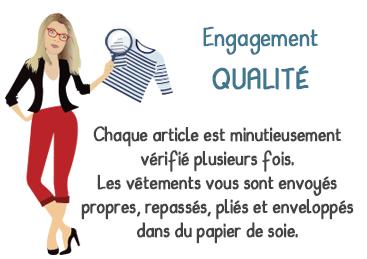 Engagement
QUALITÉ
Chaque article est minutieusement
vérifié plusieurs fois.
Les vêtements vous sont envoyés
propres, repassés, pliés et enveloppés
dans du papier de soie.